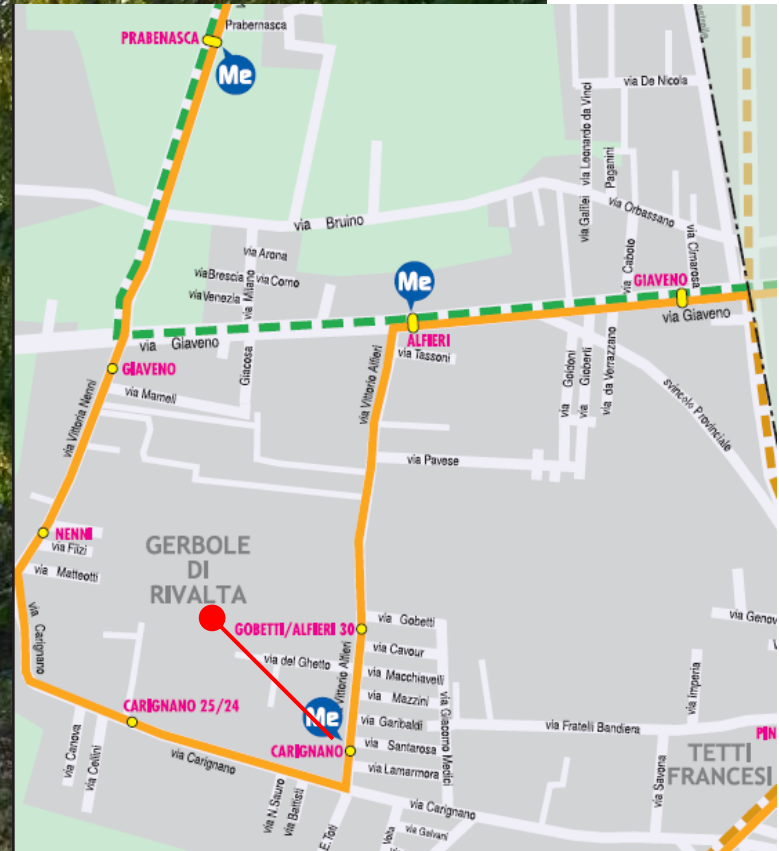 Prabernasca
PRABENASCA
Me
via De Nicola
via Leonardo da Vinci
Paganini
via Galilei
via Orbassano
via Bruino
via Cimarosa
via Cabolo
via Arona
via Brescia
via Como
via Milano
via Venezia
Me
GIAVENO
via Giaveno
ALFIERI
via Tassoni
via Giaveno
GIAVENO
Giacosa
via Mameli
via Vittorio Alfieri
via Vittoria Nenni
via Goldoni
via Gioberti
via da Verrazzano
svincolo Provinciale
via Pavese
NENNI
via Filzi
via Matteotti
GERBOLE
DI
RIVALTA
via Carignano
GOBETTI/ALFIERI 30
via Gobetti
via Genov
via Cavour
via del Ghetto
Vittorio Alfieri
via Macchiavelli
via Mazzini
via Giacomo Medici
via Imperia
CARIGNANO 25/24
Me
via Garibaldi
via Fratelli Bandiera
PIN
CARIGNANO
via Santarosa
via Lamarmora
via Canova
via Cellini
via Carignano
TETTI
FRANCESI
via Savona
via N. Sauro
via Battisti
E. Toti
via Carignano
Volta
via Galvani